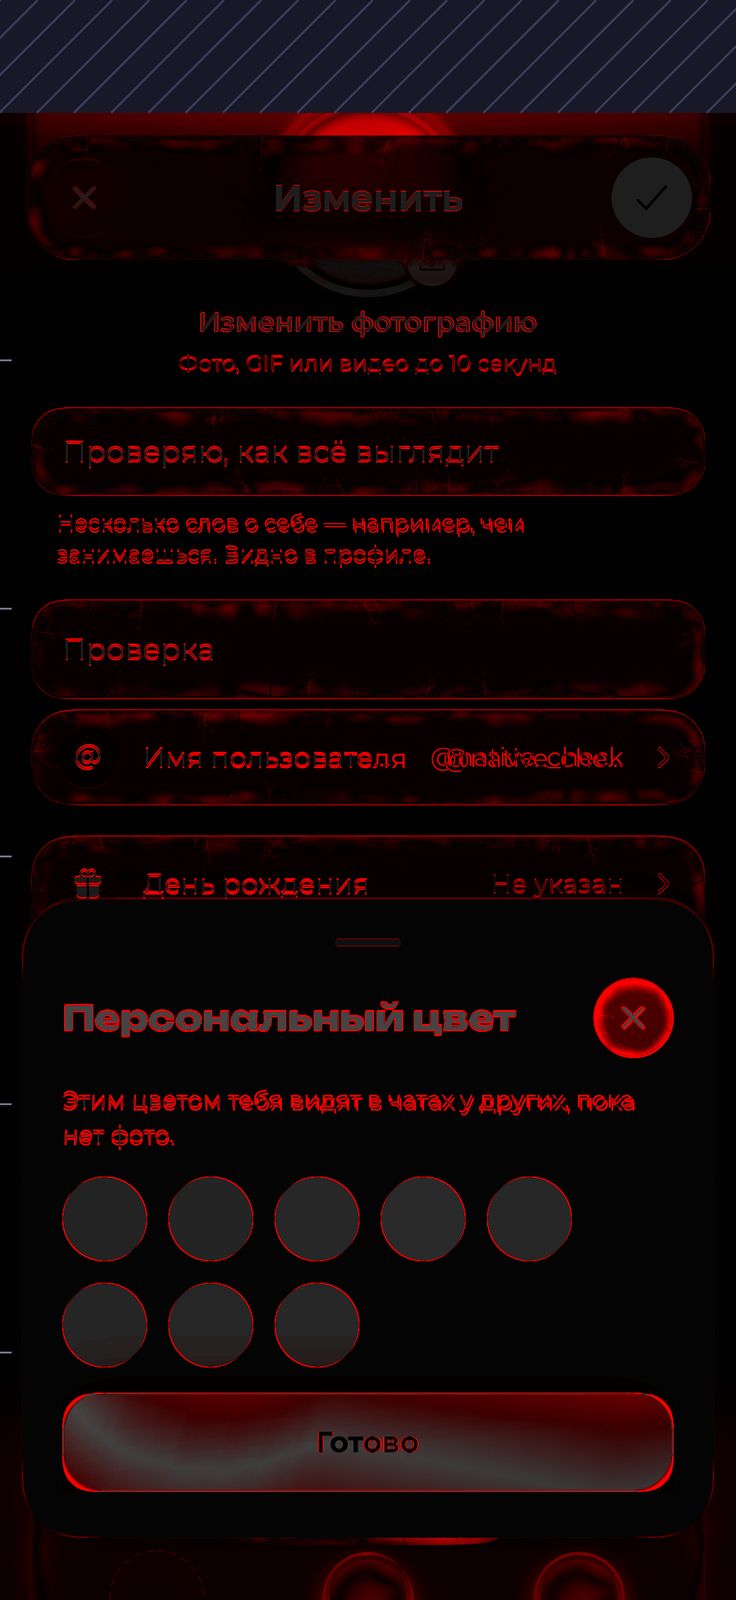 Изменить
Изменить фотографию
Фото, GIF или видео до 10 секунд
Проверяю, как всё выглядит
Несколько слов о себе — например, чем
занимаешься. Видно в профиле.
Проверка
@ Имя пользователя
День рождения Не указан
Персональный цвет
Этим цветом тебя видят в чатах у других, пока
нет фото.
Готово